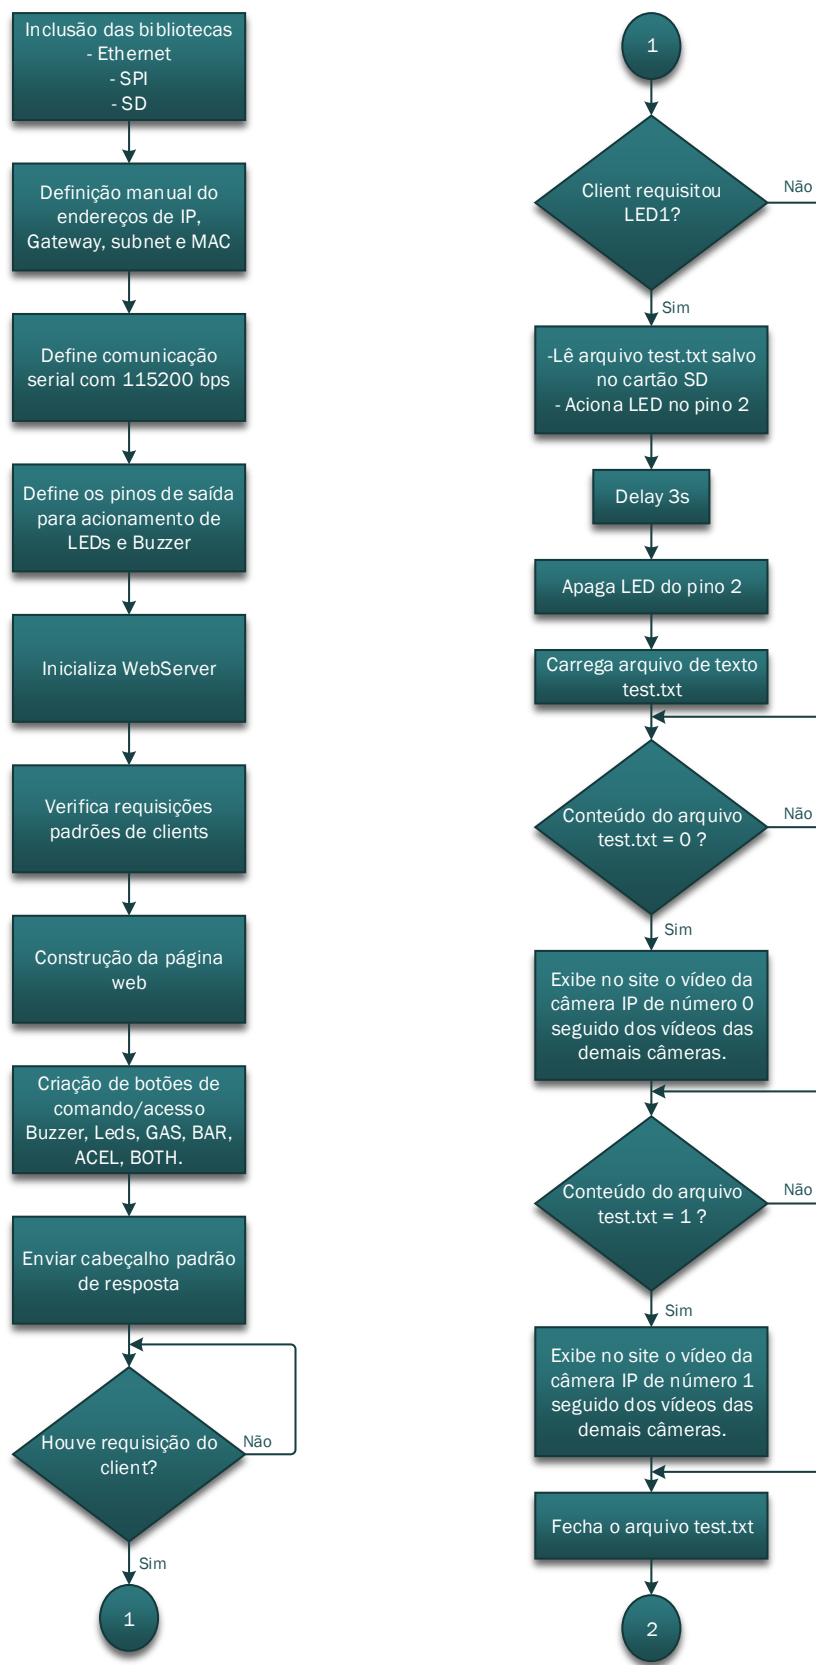 Inclusão das bibliotecas
- Ethernet
- SPI
- SD
Definição manual do
endereços de IP,
Gateway, subnet e MAC
Define comunicação
serial com 115200 bps
Define os pinos de saída
para acionamento de
LEDs e Buzzer
Inicializa WebServer
Verifica requisições
padrões de clients
Construção da página
web
Criação de botões de
comando/acesso
Buzzer, Leds, GAS, BAR,
ACEL, BOTH.
Enviar cabeçalho padrão
de resposta
Houve requisição do
client?
Não
Sim
1
1
Client requisitou
LED1?
Não
Sim
-Lê arquivo test.txt salvo
no cartão SD
- Aciona LED no pino 2
Delay 3s
Apaga LED do pino 2
Carrega arquivo de texto
test.txt
Conteúdo do arquivo
test.txt = 0 ?
Não
Sim
Exibe no site o vídeo da
câmera IP de número 0
seguido dos vídeos das
demais câmeras.
Conteúdo do arquivo
test.txt = 1 ?
Não
Sim
Exibe no site o vídeo da
câmera IP de número 1
seguido dos vídeos das
demais câmeras.
Fecha o arquivo test.txt
2